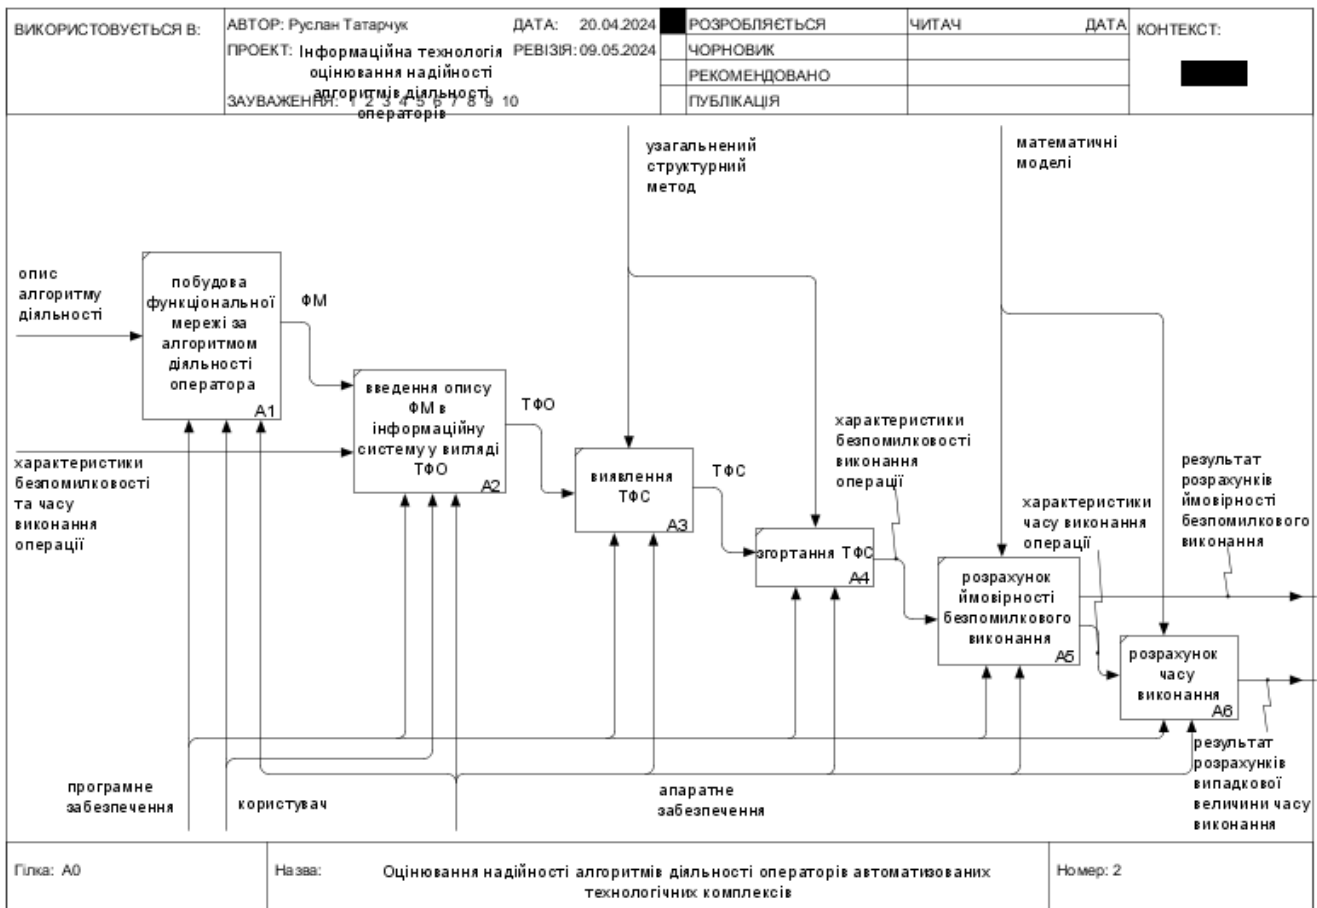 ВИКОРИСТОВУЄТЬСЯ В:
АВТОР: Руслан Татарчук
ДАТА: 20.04.2024
ПРОЕКТ: Інформаційна технологія
оцінювання надійності
алгоритмів діяльності
операторів
РЕВІЗІЯ: 09.05.2024
ЗАУВАЖЕННЯ: 1 2 3 4 5 6 7 8 9 10
РОЗРОБЛЯЄТЬСЯ
ЧОРНОВИК
РЕКОМЕНДОВАНО
ПУБЛІКАЦІЯ
ЧИТАЧ
ДАТА
КОНТЕКСТ:
узагальнений
структурний
метод
математичні
моделі
опис
алгоритму
діяльності
побудова
функціональної
мережі за
алгоритмом
діяльності
оператора
A1
ФМ
введення опису
ФМ в
інформаційну
систему у вигляді
ТФО
A2
ТФО
характеристики
безпомилковості
та часу
виконання
операції
виявлення
ТФС
A3
ТФС
згортання ТФС
A4
характеристики
безпомилковості
виконання
операції
розрахунок
ймовірності
безпомилкового
виконання
A5
характеристики
часу виконання
операції
результат
розрахунків
ймовірності
безпомилкового
виконання
розрахунок
часу
виконання
A6
результат
розрахунків
випадкової
величини часу
виконання
програмне
забезпечення
користувач
апаратне
забезпечення
Гілка: A0
Назва:
Оцінювання надійності алгоритмів діяльності операторів автоматизованих
технологічних комплексів
Номер: 2